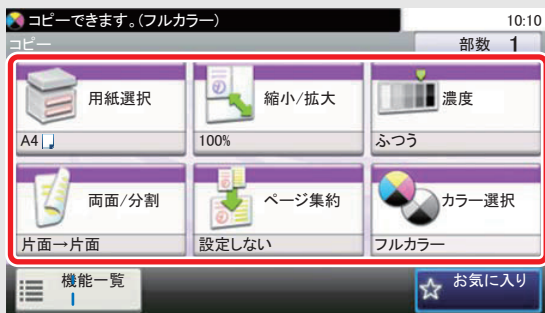 コピーできます。(フルカラー)
10:10
コピー
部数 1
用紙選択
縮小/拡大
濃度
A4
100%
ふつう
両面/分割
ページ集約
カラー選択
片面→片面
設定しない
フルカラー
機能一覧
お気に入り